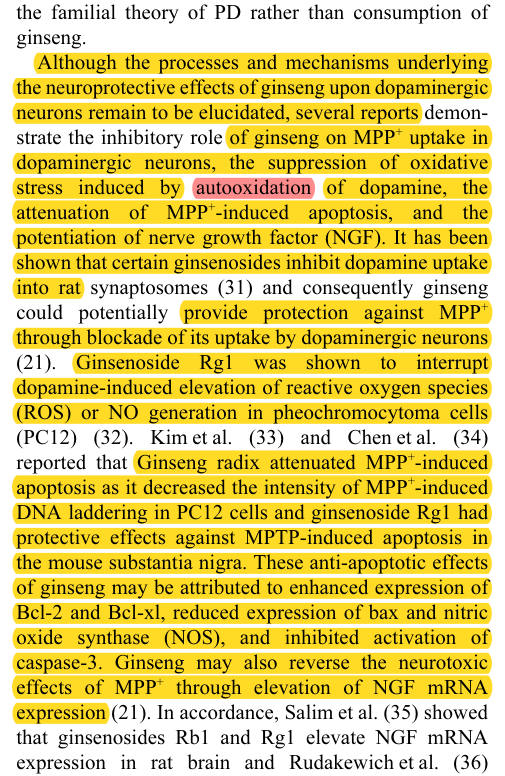 the familial theory of PD rather than consumption of
ginseng.
Although the processes and mechanisms underlying
the neuroprotective effects of ginseng upon dopaminergic
neurons remain to be elucidated, several reports demon-
strate the inhibitory role of ginseng on MPP⁺ uptake in
dopaminergic neurons, the suppression of oxidative
stress induced by autooxidation of dopamine, the
attenuation of MPP⁺-induced apoptosis, and the
potentiation of nerve growth factor (NGF). It has been
shown that certain ginsenosides inhibit dopamine uptake
into rat synaptosomes (31) and consequently ginseng
could potentially provide protection against MPP⁺
through blockade of its uptake by dopaminergic neurons
(21). Ginsenoside Rg1 was shown to interrupt
dopamine-induced elevation of reactive oxygen species
(ROS) or NO generation in pheochromocytoma cells
(PC12) (32). Kim et al. (33) and Chen et al. (34)
reported that Ginseng radix attenuated MPP⁺-induced
apoptosis as it decreased the intensity of MPP⁺-induced
DNA laddering in PC12 cells and ginsenoside Rg1 had
protective effects against MPTP-induced apoptosis in
the mouse substantia nigra. These anti-apoptotic effects
of ginseng may be attributed to enhanced expression of
Bcl-2 and Bcl-xl, reduced expression of bax and nitric
oxide synthase (NOS), and inhibited activation of
caspase-3. Ginseng may also reverse the neurotoxic
effects of MPP⁺ through elevation of NGF mRNA
expression (21). In accordance, Salim et al. (35) showed
that ginsenosides Rb1 and Rg1 elevate NGF mRNA
expression in rat brain and Rudakewich et al. (36)